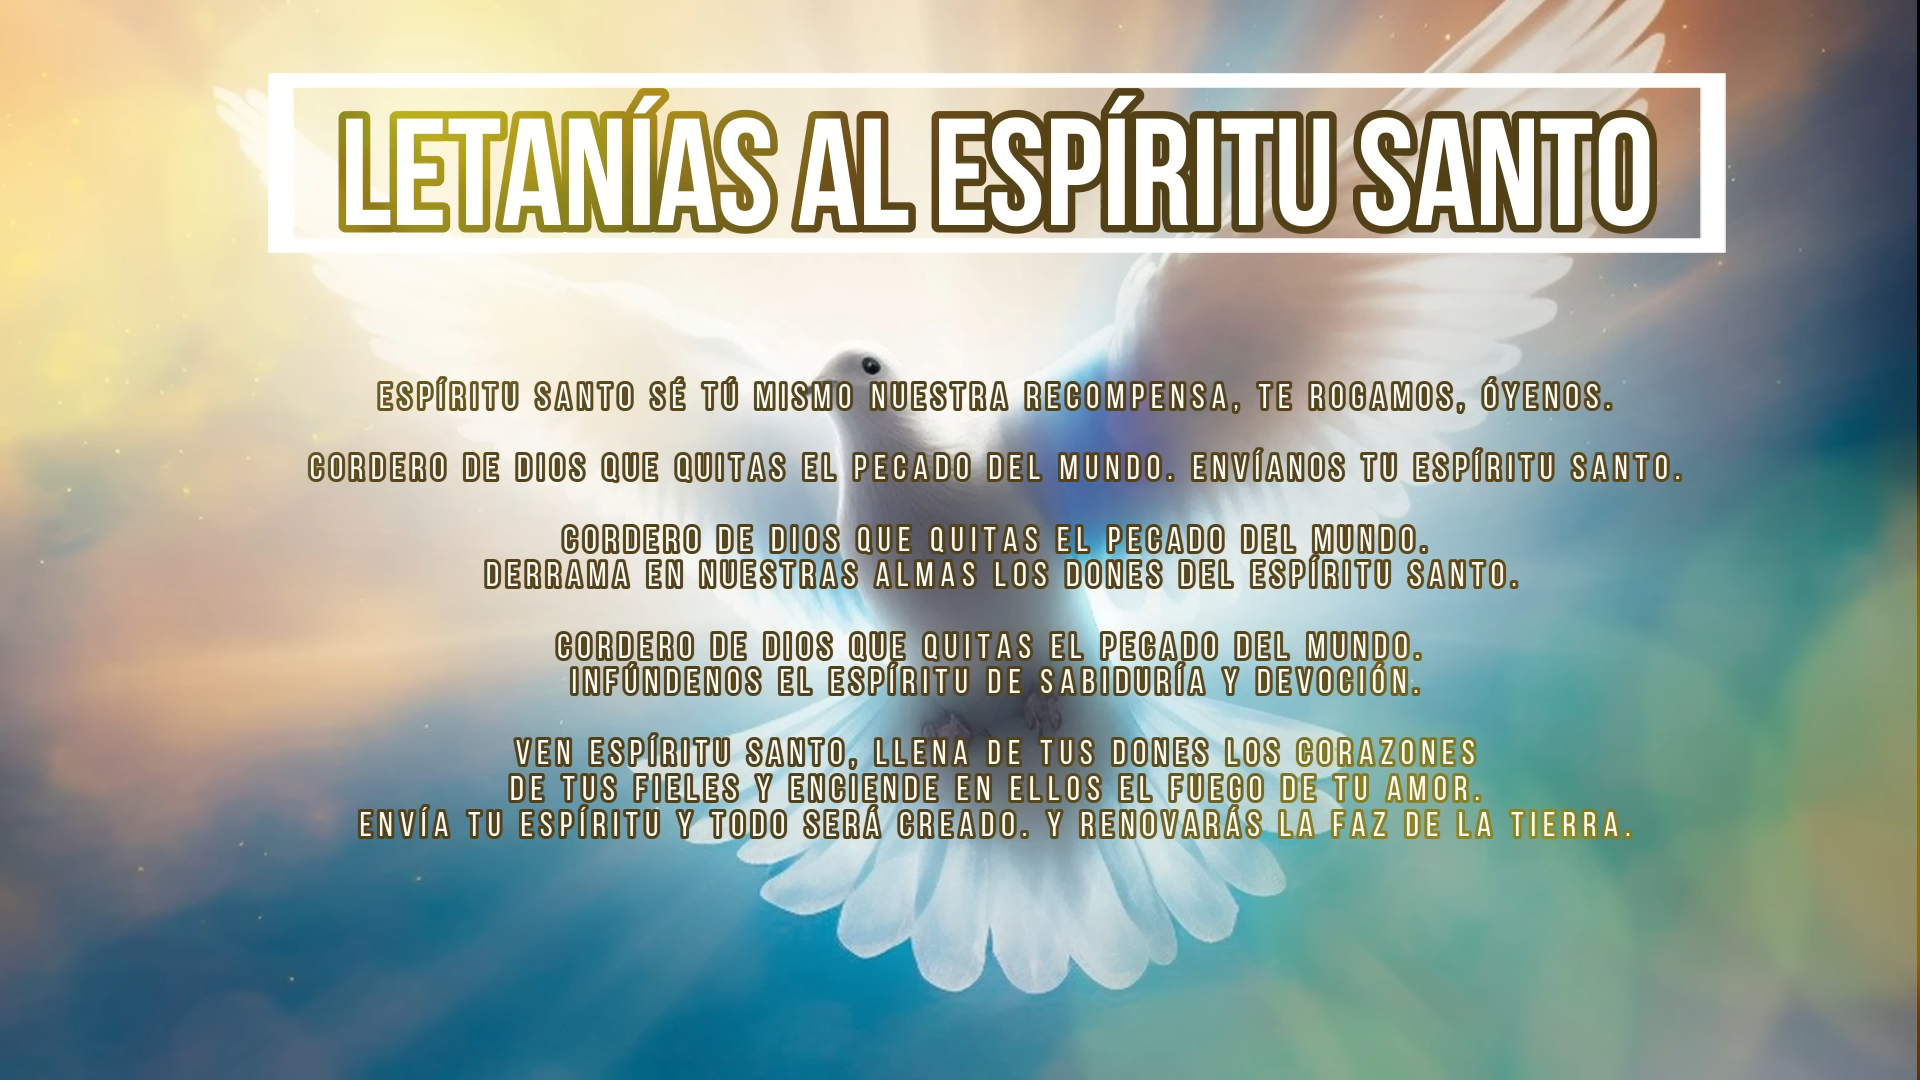 LETANÍAS AL ESPÍRITU SANTO
ESPÍRITU SANTO SÉ TÚ MISMO NUESTRA RECOMPENSA, TE ROGAMOS, ÓYENOS.
CORDERO DE DIOS QUE QUITAS EL PECADO DEL MUNDO. ENVÍANOS TU ESPÍRITU SANTO.
CORDERO DE DIOS QUE QUITAS EL PECADO DEL MUNDO.
DERRAMA EN NUESTRAS ALMAS LOS DONES DEL ESPÍRITU SANTO.
CORDERO DE DIOS QUE QUITAS EL PECADO DEL MUNDO.
INFÚNDENOS EL ESPÍRITU DE SABIDURÍA Y DEVOCIÓN.
VEN ESPÍRITU SANTO, LLENA DE TUS DONES LOS CORAZONES
DE TUS FIELES Y ENCIENDE EN ELLOS EL FUEGO DE TU AMOR.
ENVÍA TU ESPÍRITU Y TODO SERÁ CREADO. Y RENOVARÁS LA FAZ DE LA TIERRA.